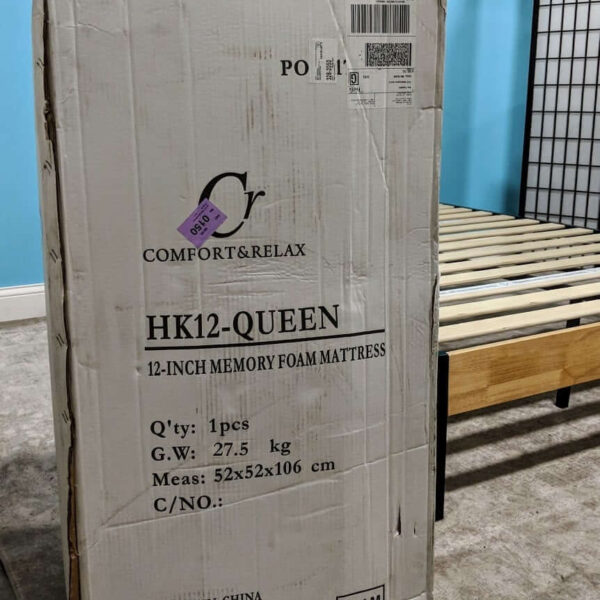 PO
Cr
0150
COMFORT&RELAX
HK12-QUEEN
12-INCH MEMORY FOAM MATTRESS
Q'ty: 1pcs
G.W: 27.5 kg
Meas: 52x52x106 cm
C/NO.:
CHINA